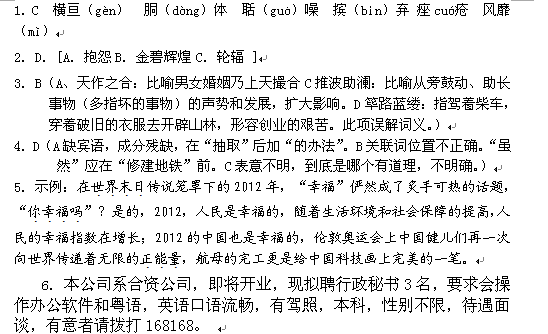 1. C　横亘（gèn）　胴（dòng）体　聒（guó）噪　摈（bìn）弃　痤cuó疮　风靡
（mǐ）
2. D. [A. 抱怨 B. 金碧辉煌 C. 轮辐 ]
3. B（A、天作之合：比喻男女婚姻乃上天撮合 C 推波助澜：比喻从旁鼓动、助长
事物（多指坏的事物）的声势和发展，扩大影响。D 筚路蓝缕：指驾着柴车，
穿着破旧的衣服去开辟山林，形容创业的艰苦。此项误解词义。）
4. D（A 缺宾语，成分残缺，在“抽取”后加“的办法”。B 关联词位置不正确。“虽
然”应在“修建地铁”前。C 表意不明，到底是哪个有道理，不明确。）
5. 示例：在世界末日传说笼罩下的 2012 年，“幸福”俨然成了炙手可热的话题，
“你幸福吗”？是的，2012，人民是幸福的，随着生活环境和社会保障的提高,人
民的幸福指数在增长；2012 的中国也是幸福的，伦敦奥运会上中国健儿们再一次
向世界传递着无限的正能量，航母的完工更是给中国科技画上完美的一笔。
6. 本公司系合资公司，即将开业，现拟聘行政秘书 3 名，要求会操
作办公软件和粤语，英语口语流畅，有驾照，本科，性别不限，待遇面
谈，有意者请拨打 168168。